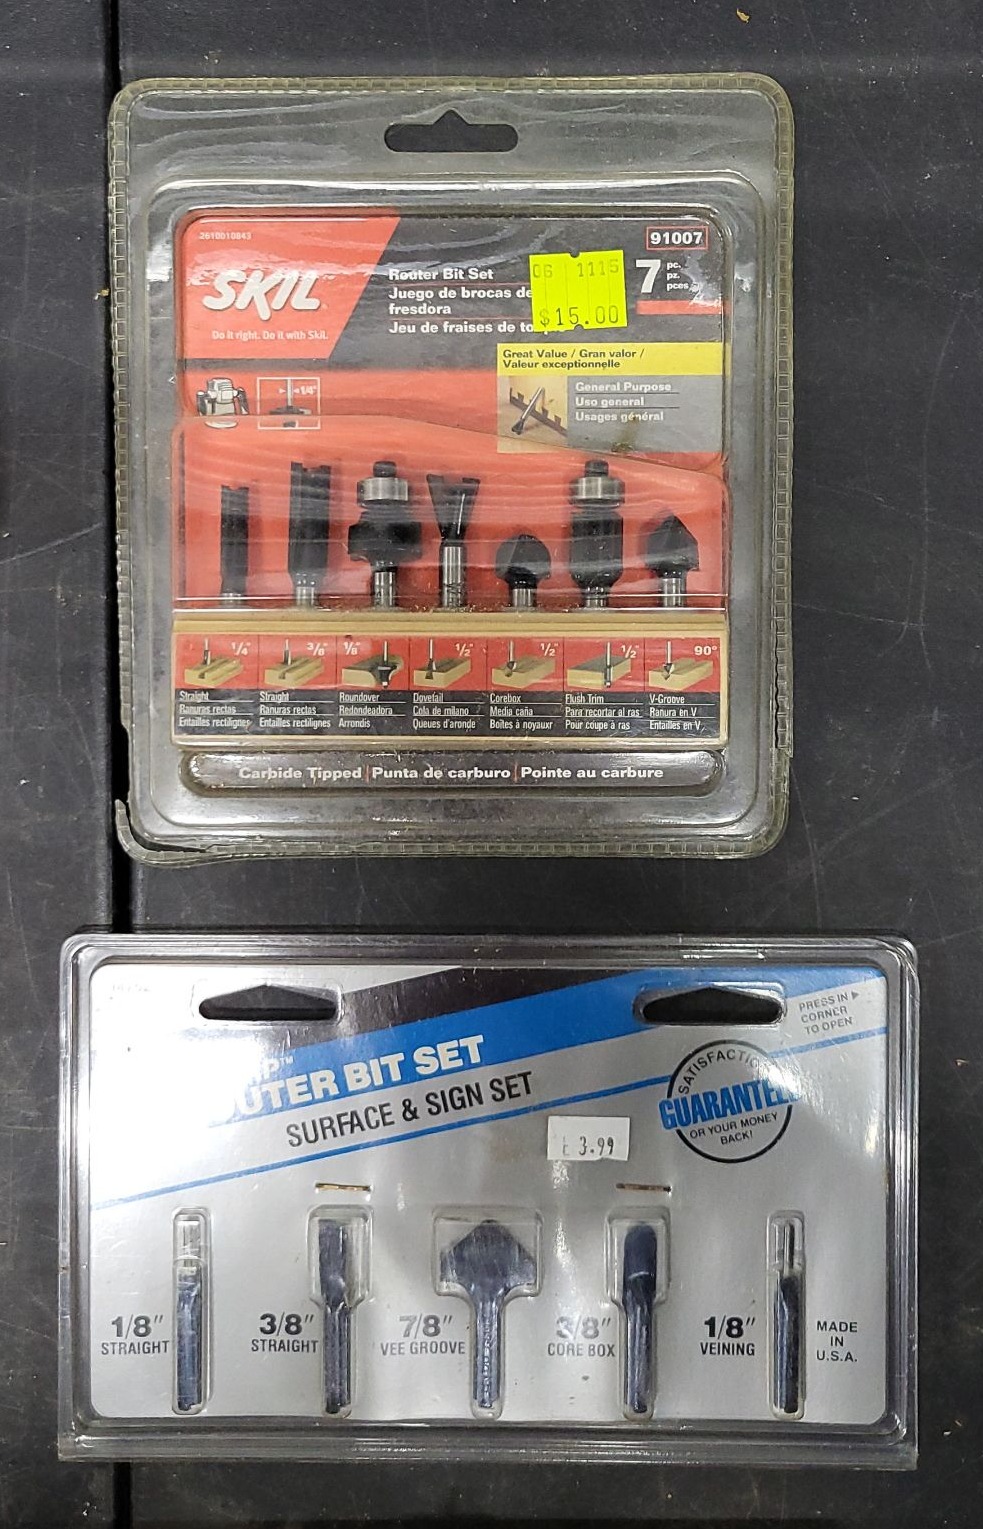 2610010843
SKIL
Do it right. Do it with Skil.
Router Bit Set
Juego de brocas de
fresdora
Jeu de fraises de
91007
7 pc.
pz.
pces
06 1115
$15.00
Great Value / Gran valor /
Valeur exceptionnelle
General Purpose
Uso general
Usages général
1/4"
1/4" 3/8" 1/8" 1/2" 1/2" 1/2" 90°
Straight Straight Roundover Dovetail Corebox Flush Trim V-Groove
Ranuras rectas Ranuras rectas Redondeadora Cola de milano Media caña Para recortar al ras Ranura en V
Entailles rectilignes Entailles rectilignes Arrondis Queues d'aronde Boîtes à noyauxr Pour coupe à ras Entailles en V
Carbide Tipped | Punta de carburo | Pointe au carbure
PRESS IN
CORNER
TO OPEN
BIT SET
SURFACE & SIGN SET
SATISFACTION
GUARANTEED
OR YOUR MONEY
BACK!
3.99
1/8"
STRAIGHT
3/8"
STRAIGHT
7/8"
VEE GROOVE
3/8"
CORE BOX
1/8"
VEINING
MADE
IN
U.S.A.